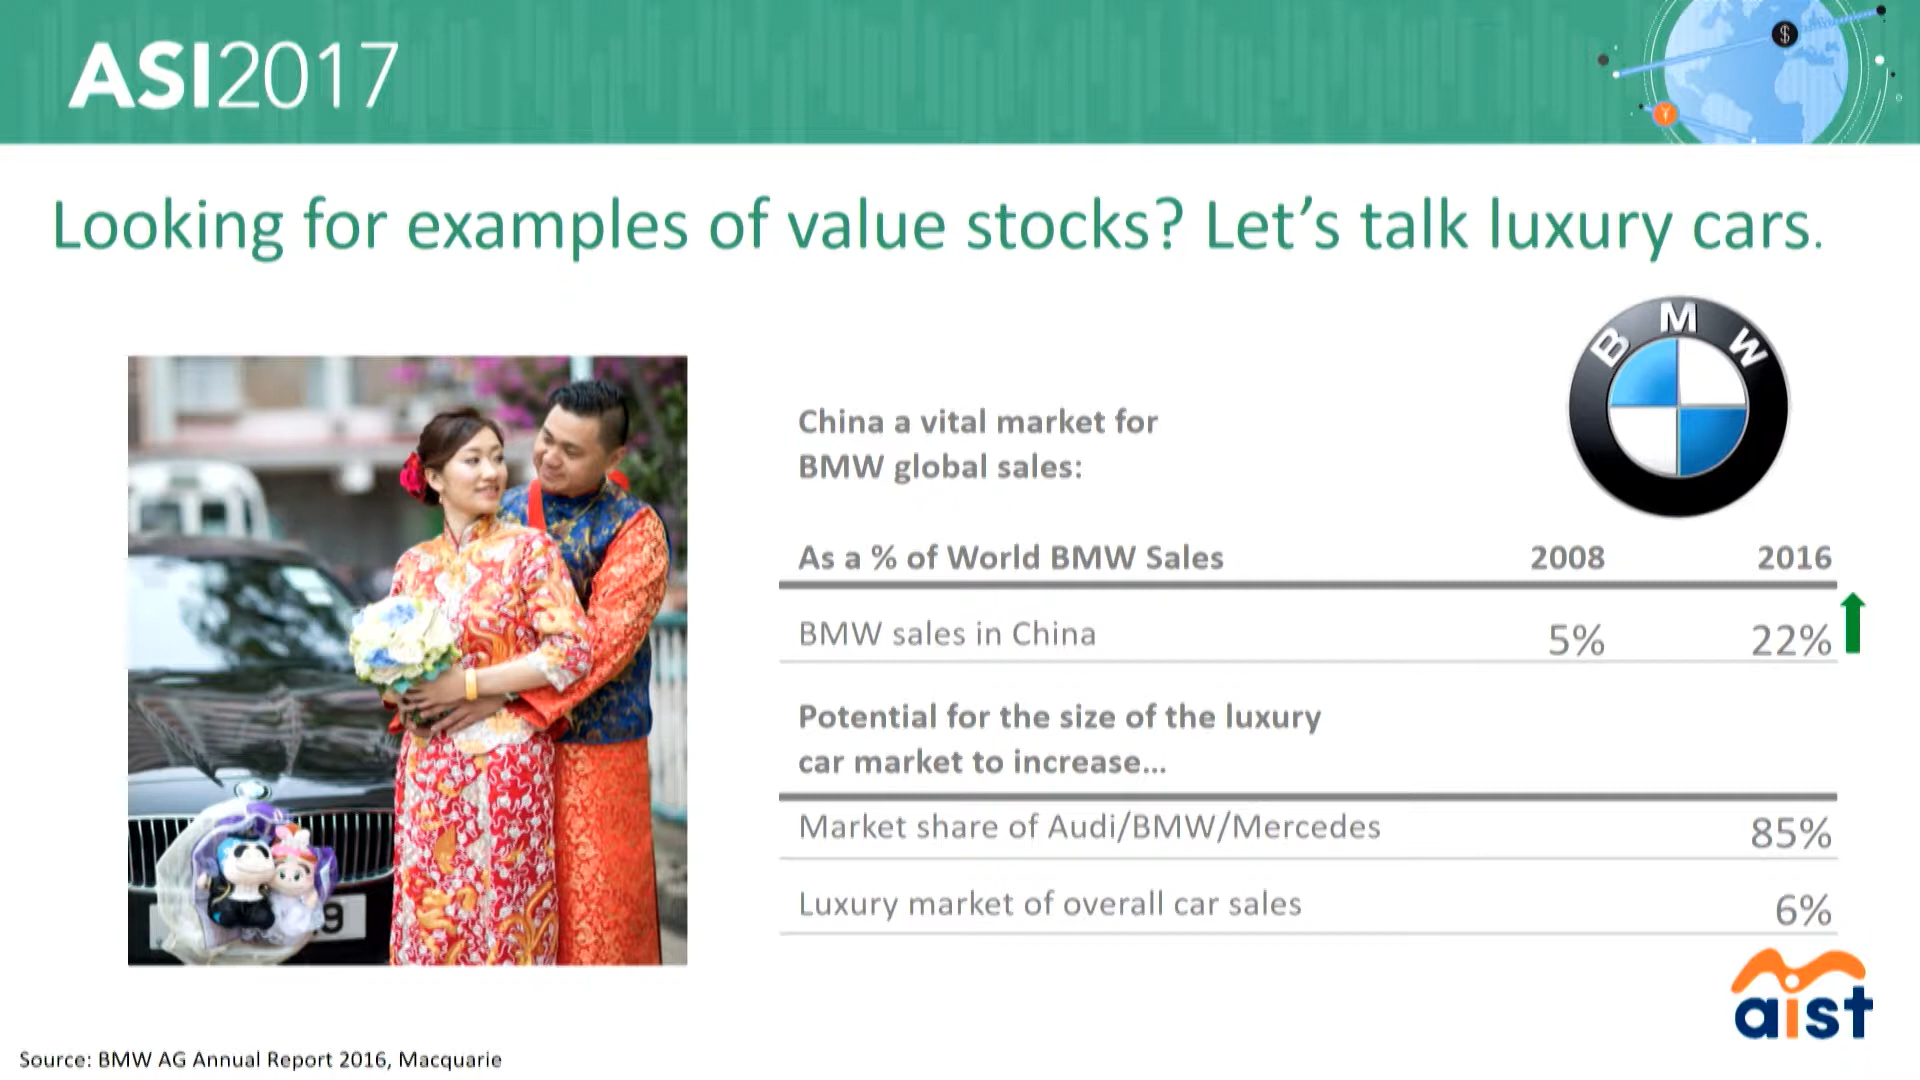 ASI2017
$
¥
Looking for examples of value stocks? Let's talk luxury cars.
BMW
China a vital market for
BMW global sales:
As a % of World BMW Sales 2008 2016
BMW sales in China 5% 22%
Potential for the size of the luxury
car market to increase...
Market share of Audi/BMW/Mercedes 85%
Luxury market of overall car sales 6%
9
aist
Source: BMW AG Annual Report 2016, Macquarie